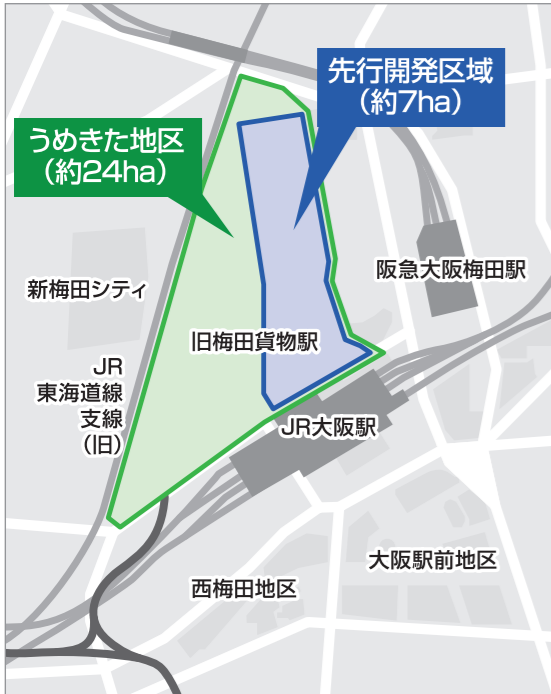 先行開発区域
（約7ha）
うめきた地区
（約24ha）
阪急大阪梅田駅
新梅田シティ
旧梅田貨物駅
JR
東海道線
支線
（旧）
JR大阪駅
大阪駅前地区
西梅田地区